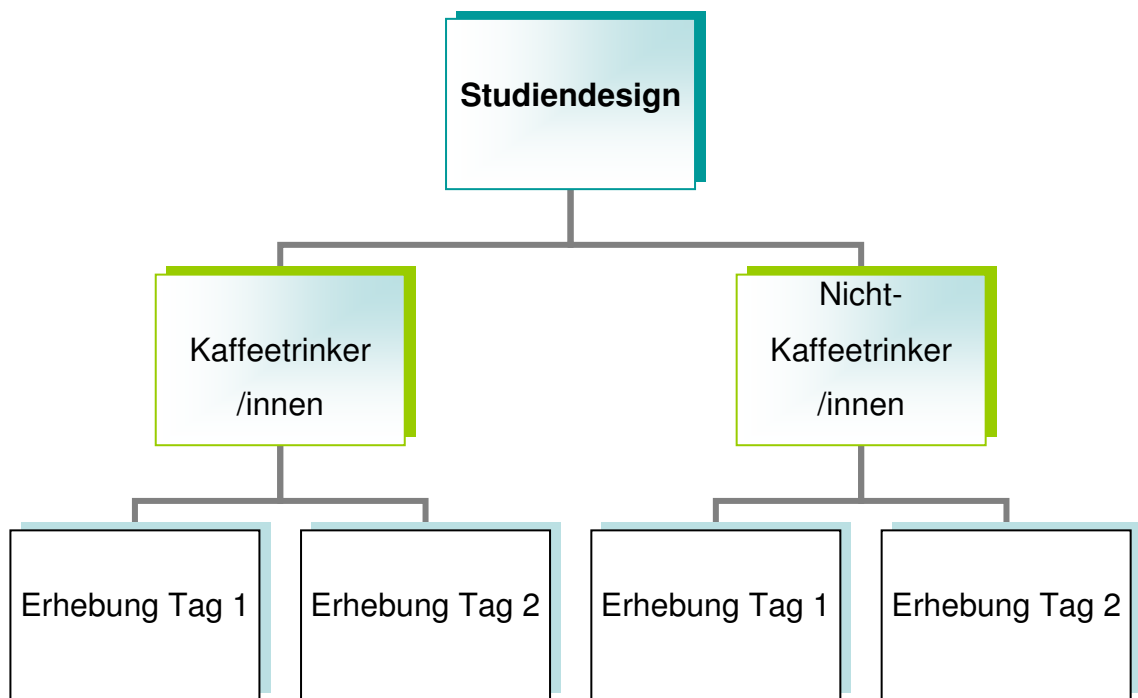 Studiendesign
Kaffeetrinker
/innen
Nicht-
Kaffeetrinker
/innen
Erhebung Tag 1
Erhebung Tag 2
Erhebung Tag 1
Erhebung Tag 2